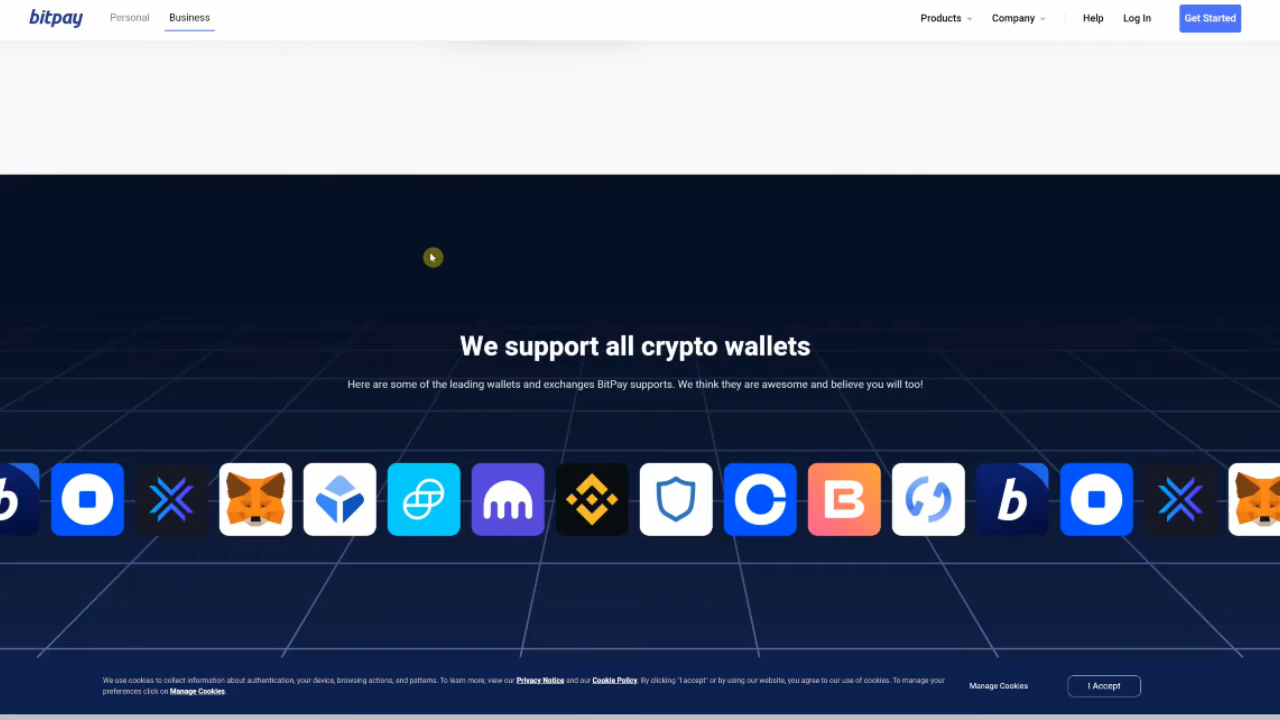 bitpay Personal Business Products Company Help Log In Get Started
We support all crypto wallets
Here are some of the leading wallets and exchanges BitPay supports. We think they are awesome and believe you will too!
We use cookies to collect information about authentication, your device, browsing actions, and patterns. To learn more, view our Privacy Notice and our Cookie Policy. By clicking "I accept" or by using our website, you agree to our use of cookies. To manage your
preferences click on Manage Cookies.
Manage Cookies
I Accept